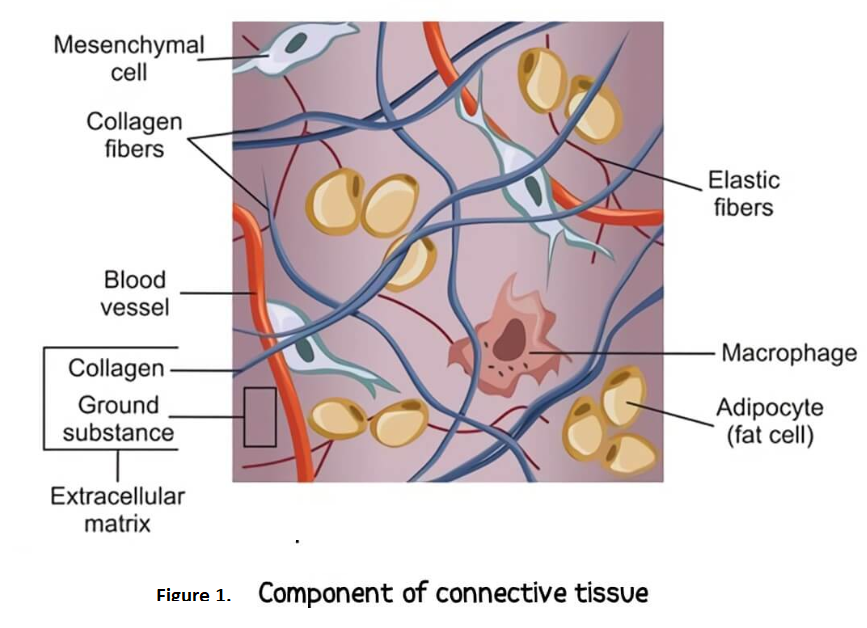 Mesenchymal
cell
Collagen
fibers
Elastic
fibers
Blood
vessel
Collagen
Ground
substance
Extracellular
matrix
Macrophage
Adipocyte
(fat cell)
Figure 1. Component of connective tissue